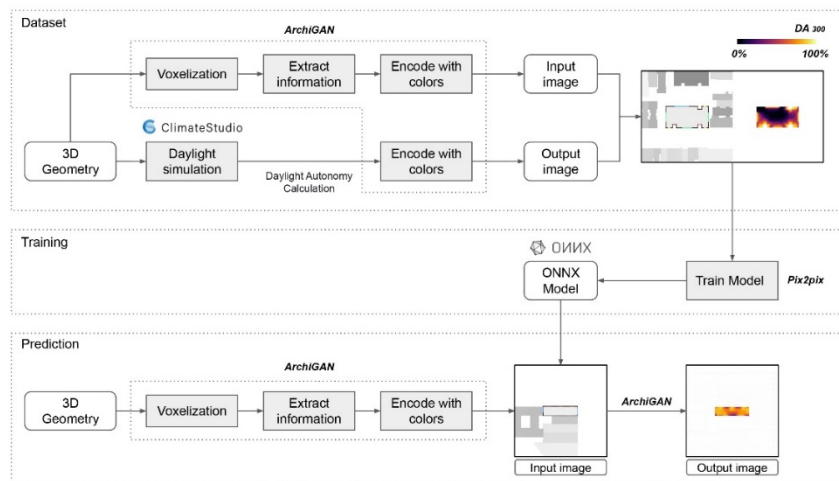 Dataset
ArchiGAN
DA 300
0% 100%
Voxelization
Extract
information
Encode with
colors
Input
image
ClimateStudio
3D
Geometry
Daylight
simulation
Daylight Autonomy
Calculation
Encode with
colors
Output
image
Training
ONNX
ONNX
Model
Train Model
Pix2pix
Prediction
ArchiGAN
3D
Geometry
Voxelization
Extract
information
Encode with
colors
ArchiGAN
Input image
Output image